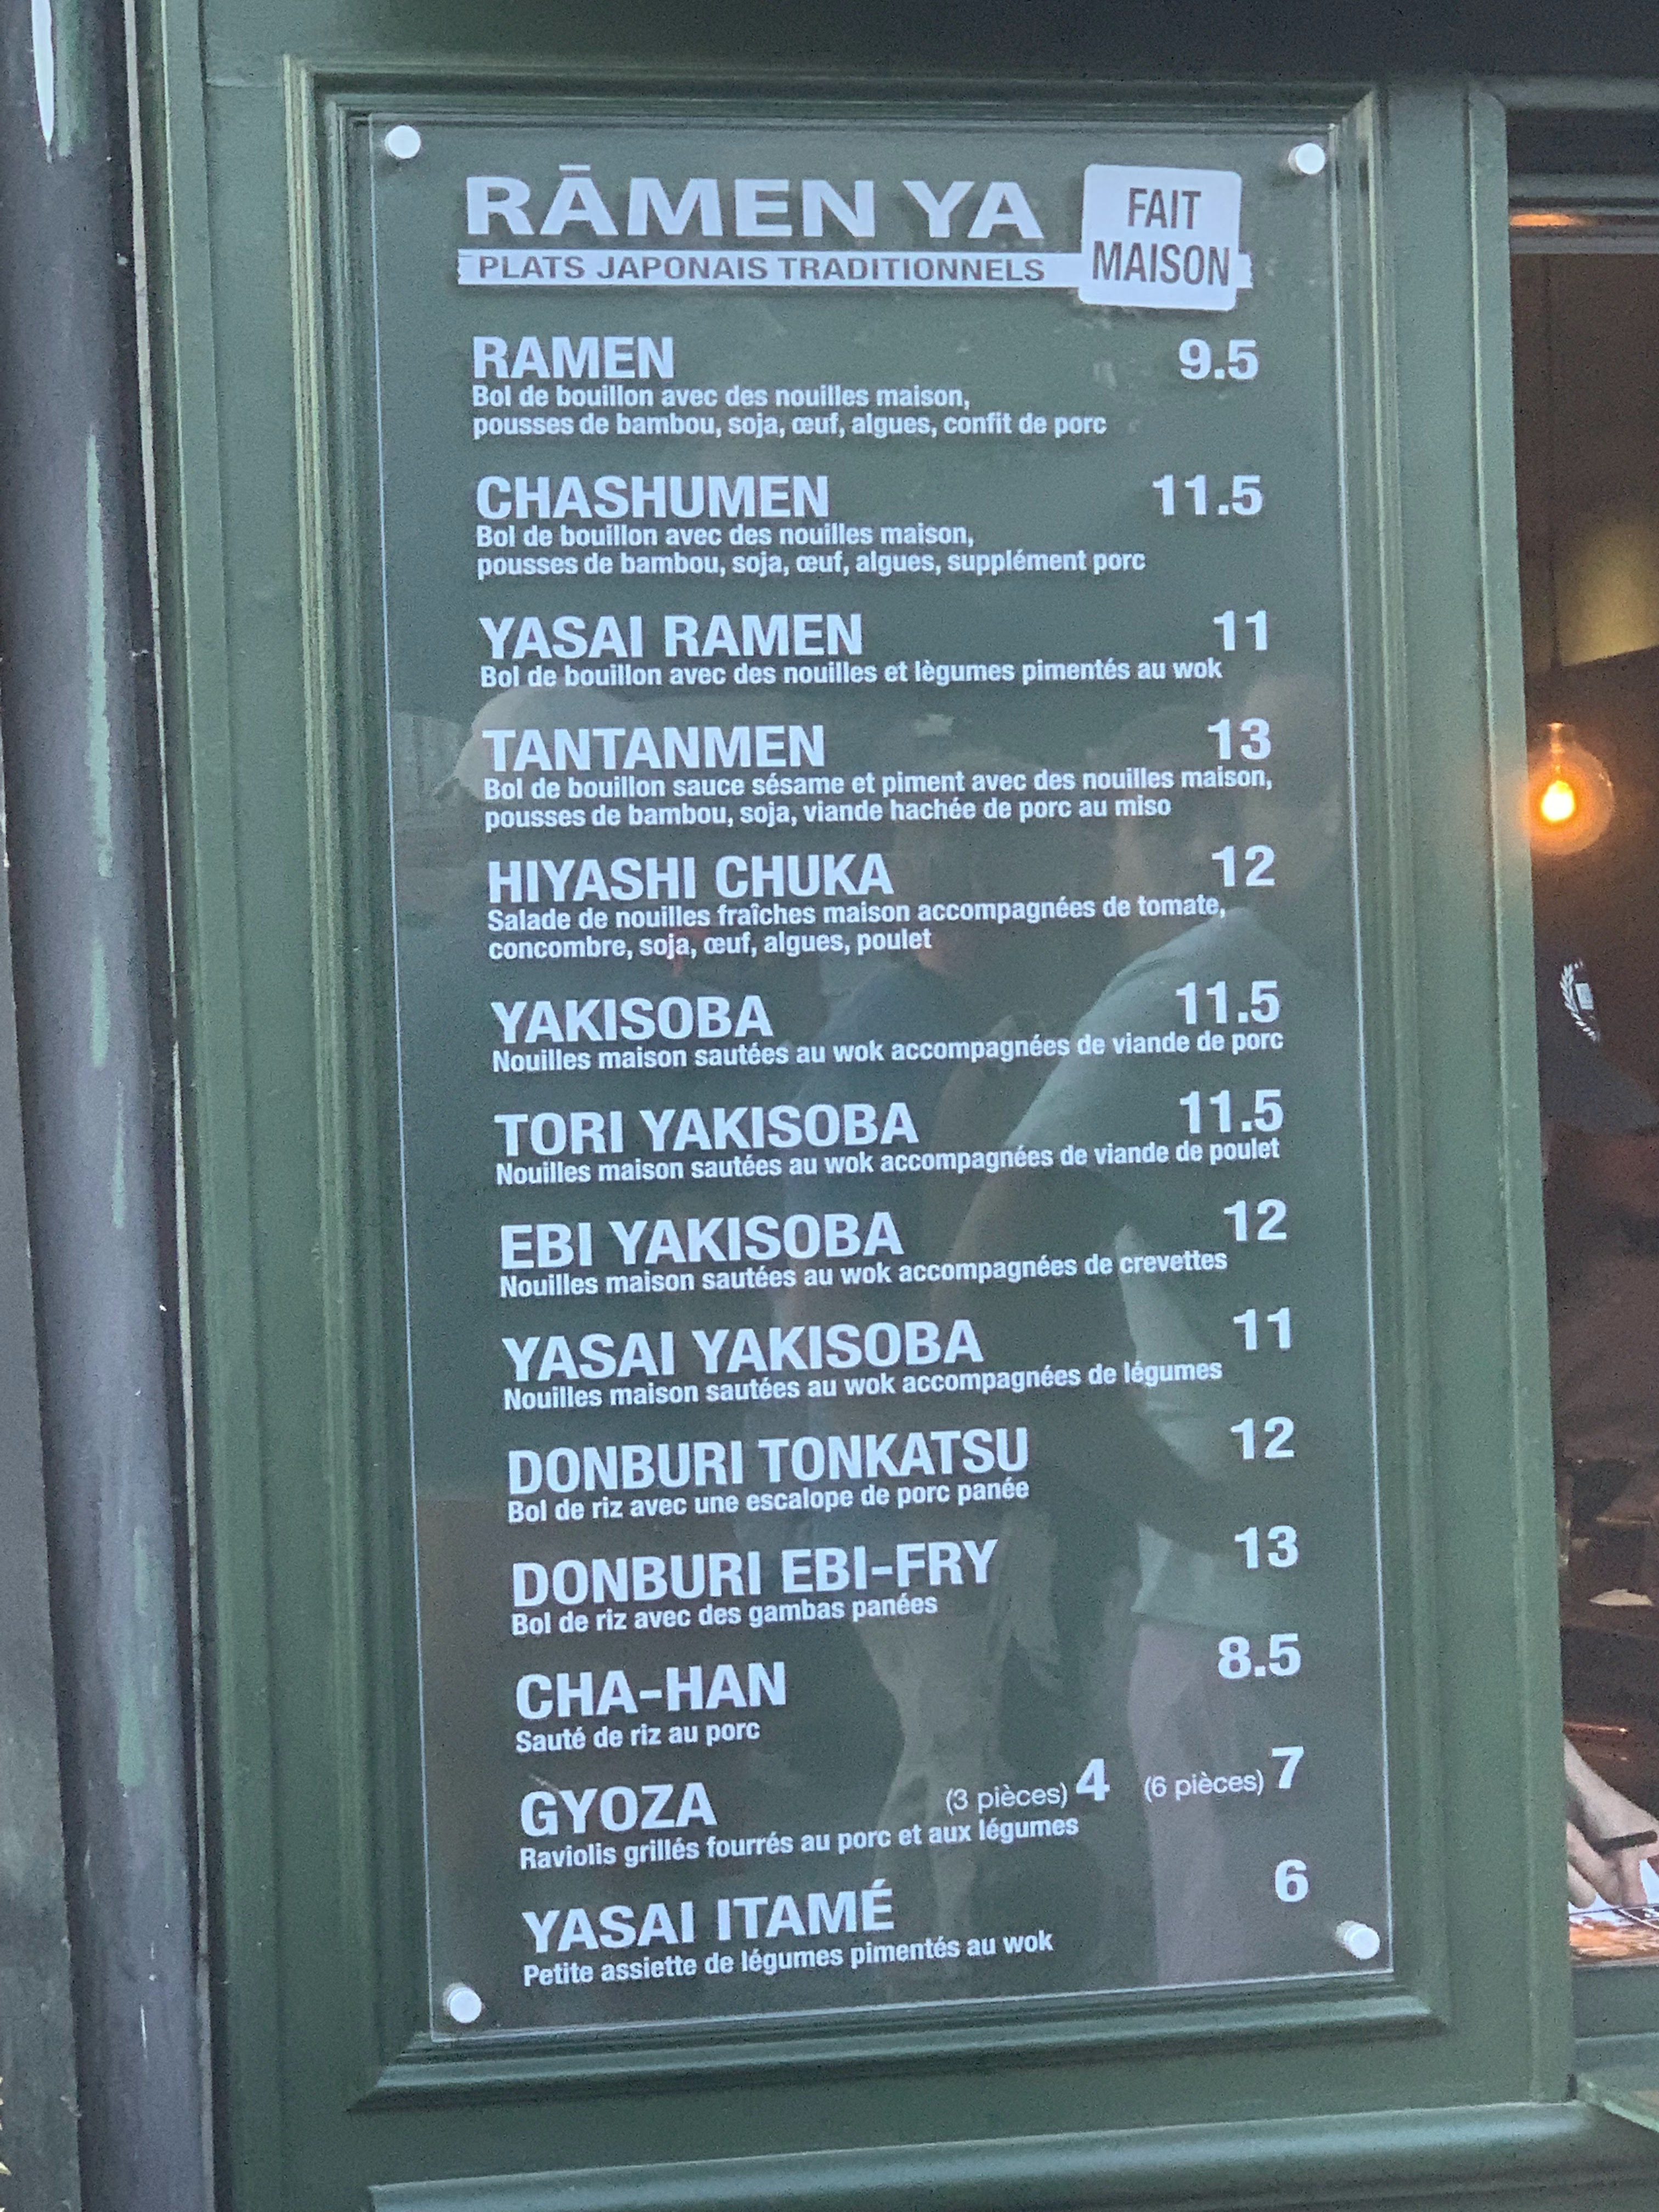 RĀMEN YA
FAIT
MAISON
PLATS JAPONAIS TRADITIONNELS
RAMEN 9.5
Bol de bouillon avec des nouilles maison,
pousses de bambou, soja, œuf, algues, confit de porc
CHASHUMEN 11.5
Bol de bouillon avec des nouilles maison,
pousses de bambou, soja, œuf, algues, supplément porc
YASAI RAMEN 11
Bol de bouillon avec des nouilles et lègumes pimentés au wok
TANTANMEN 13
Bol de bouillon sauce sésame et piment avec des nouilles maison,
pousses de bambou, soja, viande hachée de porc au miso
HIYASHI CHUKA 12
Salade de nouilles fraîches maison accompagnées de tomate,
concombre, soja, œuf, algues, poulet
YAKISOBA 11.5
Nouilles maison sautées au wok accompagnées de viande de porc
TORI YAKISOBA 11.5
Nouilles maison sautées au wok accompagnées de viande de poulet
EBI YAKISOBA 12
Nouilles maison sautées au wok accompagnées de crevettes
YASAI YAKISOBA 11
Nouilles maison sautées au wok accompagnées de légumes
DONBURI TONKATSU 12
Bol de riz avec une escalope de porc panée
DONBURI EBI-FRY 13
Bol de riz avec des gambas panées
CHA-HAN 8.5
Sauté de riz au porc
GYOZA (3 pièces) 4 (6 pièces) 7
Raviolis grillés fourrés au porc et aux légumes
YASAI ITAMÉ 6
Petite assiette de légumes pimentés au wok